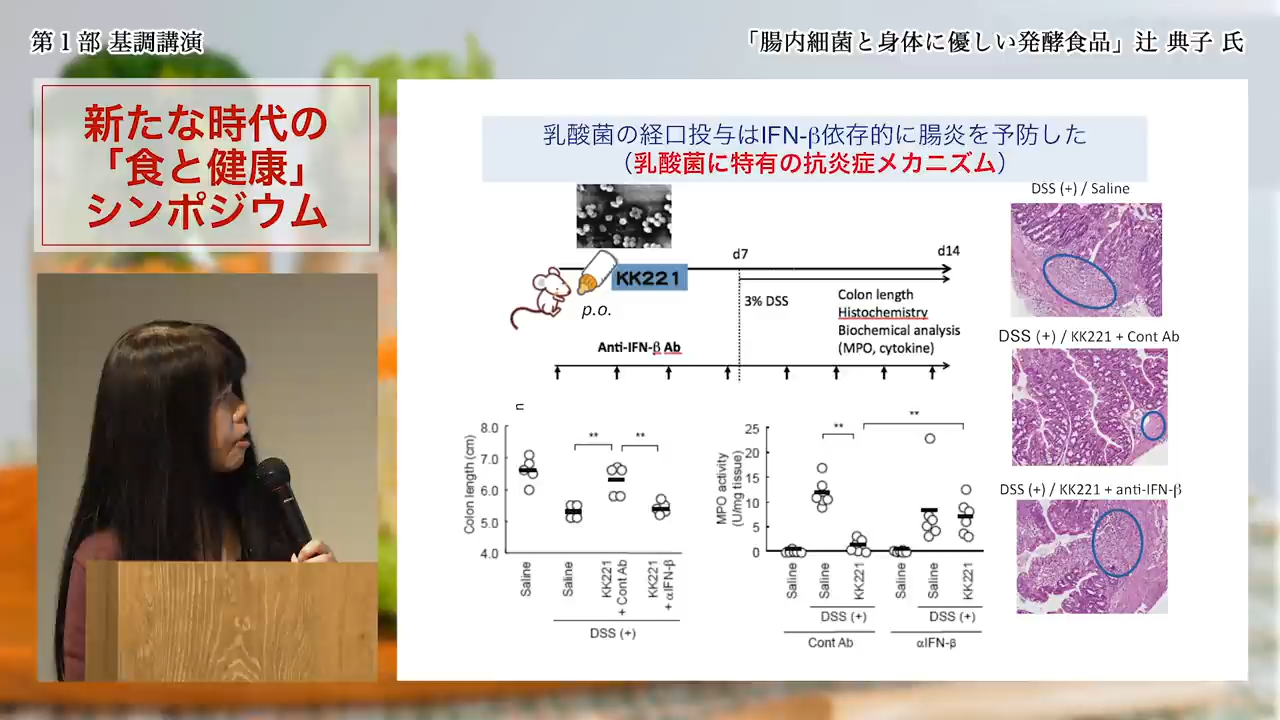 第1部 基調講演
「腸内細菌と身体に優しい発酵食品」辻 典子 氏
新たな時代の
「食と健康」
シンポジウム
乳酸菌の経口投与はIFN-β依存的に腸炎を予防した
（乳酸菌に特有の抗炎症メカニズム）
KK221
p.o.
d7
d14
3% DSS
Colon length
Histochemistry
Biochemical analysis
(MPO, cytokine)
Anti-IFN-β Ab
DSS (+) / Saline
DSS (+) / KK221 + Cont Ab
DSS (+) / KK221 + anti-IFN-β
Colon length (cm)
8.0
7.0
6.0
5.0
4.0
**
**
Saline
Saline
KK221
+ Cont Ab
KK221
+ αIFN-β
DSS (+)
MPO activity
(U/mg tissue)
25
20
15
10
5
0
**
**
Saline
Saline
KK221
Saline
Saline
KK221
DSS (+)
DSS (+)
Cont Ab
αIFN-β